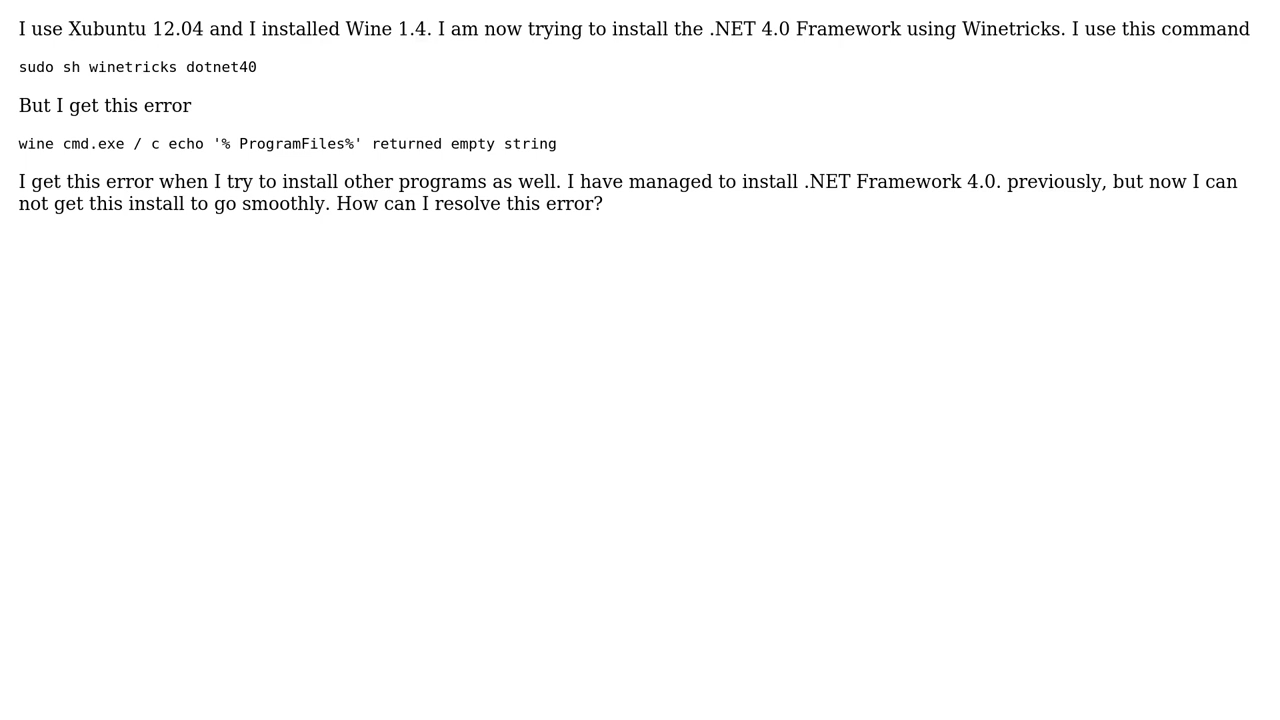 I use Xubuntu 12.04 and I installed Wine 1.4. I am now trying to install the .NET 4.0 Framework using Winetricks. I use this command
sudo sh winetricks dotnet40
But I get this error
wine cmd.exe / c echo '% ProgramFiles%' returned empty string
I get this error when I try to install other programs as well. I have managed to install .NET Framework 4.0. previously, but now I can
not get this install to go smoothly. How can I resolve this error?